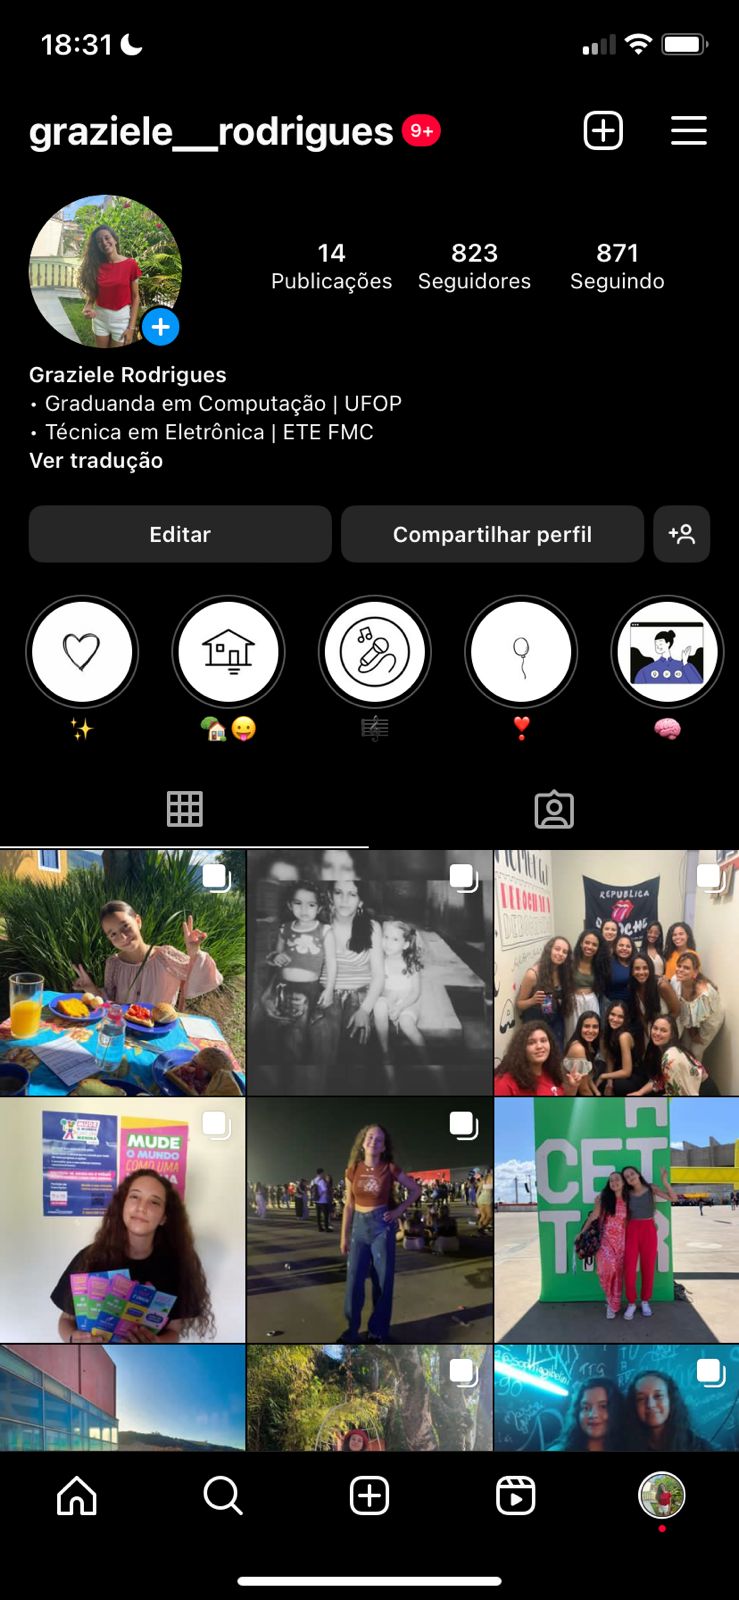 18:31
graziele__rodrigues 9+
14 823 871
Publicações Seguidores Seguindo
Graziele Rodrigues
• Graduanda em Computação | UFOP
• Técnica em Eletrônica | ETE FMC
Ver tradução
Editar Compartilhar perfil
REPUBLICA
MUDE
O MUNDO
COMO UMA
A
CET
T R